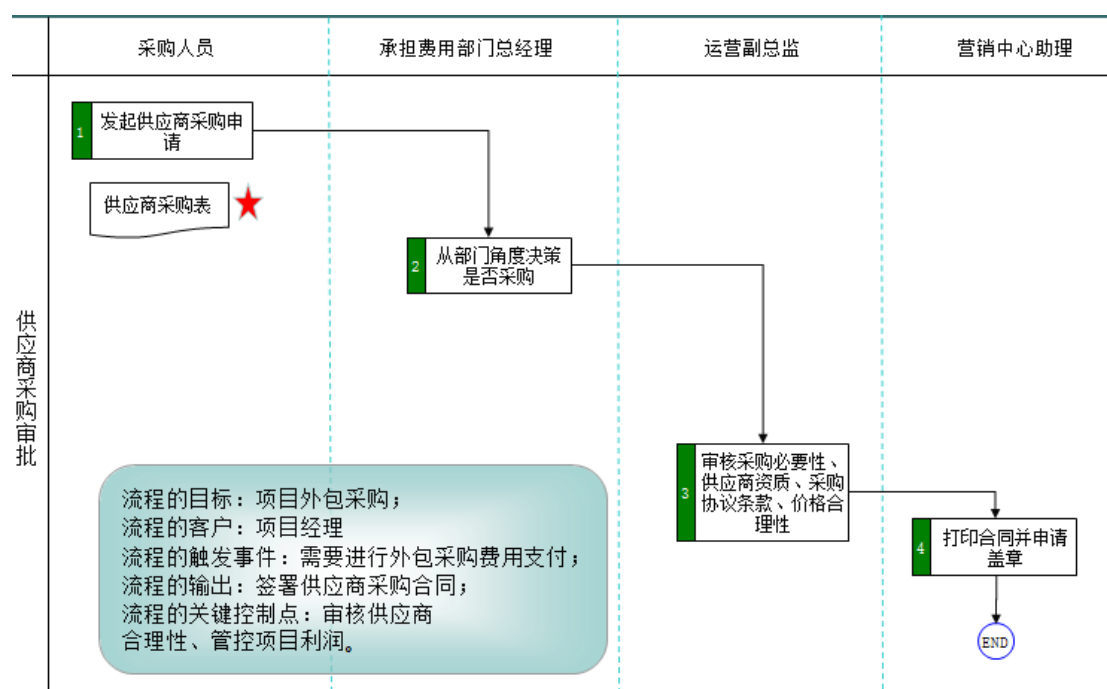 采购人员
承担费用部门总经理
运营副总监
营销中心助理
供应商采购审批
1
发起供应商采购申
请
供应商采购表
2
从部门角度决策
是否采购
3
审核采购必要性、
供应商资质、采购
协议条款、价格合
理性
4
打印合同并申请
盖章
END
流程的目标：项目外包采购；
流程的客户：项目经理
流程的触发事件：需要进行外包采购费用支付；
流程的输出：签署供应商采购合同；
流程的关键控制点：审核供应商
合理性、管控项目利润。